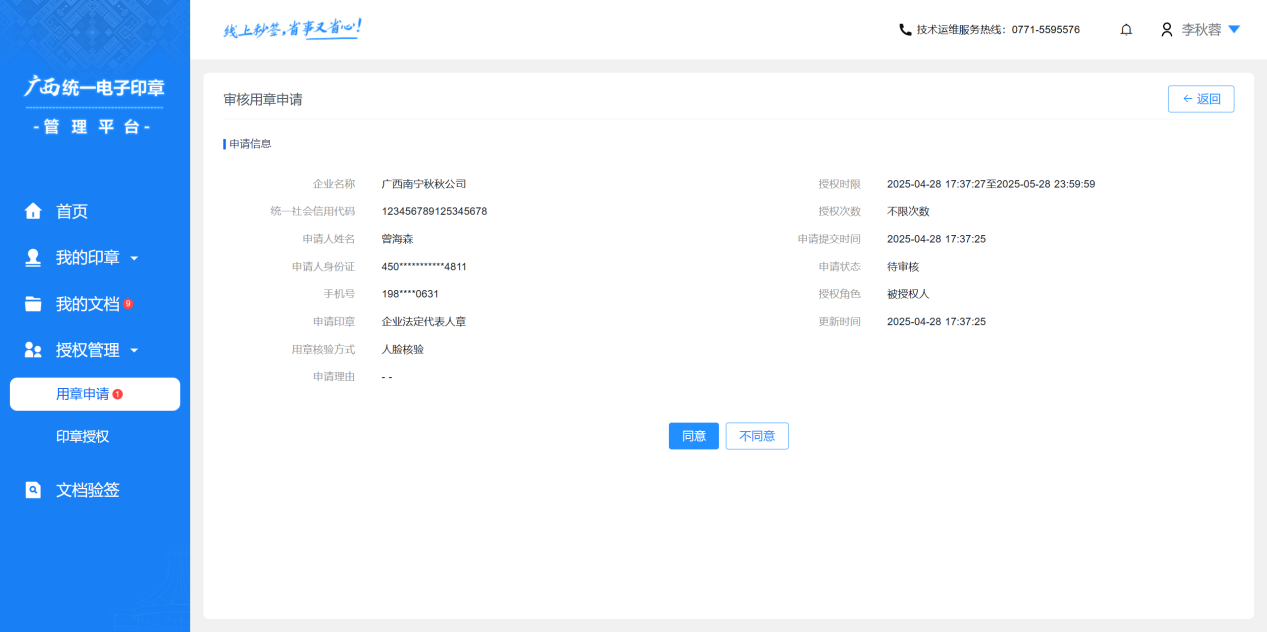 线上秒签,省事又省心!
技术运维服务热线：0771-5595576
李秋蓉
广西统一电子印章
-管理平台-
首页
我的印章
我的文档 9
授权管理
用章申请 1
印章授权
文档验签
审核用章申请
← 返回
申请信息
企业名称 广西南宁秋秋公司
授权时限 2025-04-28 17:37:27至2025-05-28 23:59:59
统一社会信用代码 123456789125345678
授权次数 不限次数
申请人姓名 曾海森
申请提交时间 2025-04-28 17:37:25
申请人身份证 450***********4811
申请状态 待审核
手机号 198****0631
授权角色 被授权人
申请印章 企业法定代表人章
更新时间 2025-04-28 17:37:25
用章核验方式 人脸核验
申请理由 - -
同意
不同意